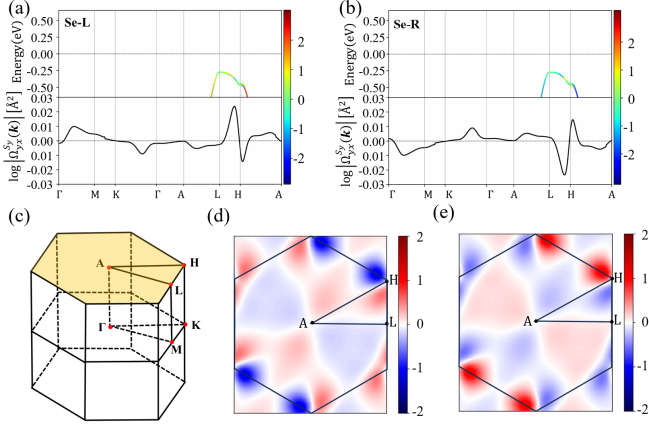 (a)
Se-L
Energy(eV)
0.50
0.25
0.00
-0.25
-0.50
3
2
1
0
-1
-2
log|Ω^{S_y}_{yx}(k)| [Å²]
0.03
0.02
0.01
0.00
-0.01
-0.02
-0.03
Γ M K Γ A L H A
(b)
Se-R
Energy(eV)
0.50
0.25
0.00
-0.25
-0.50
3
2
1
0
-1
-2
log|Ω^{S_y}_{yx}(k)| [Å²]
0.03
0.02
0.01
0.00
-0.01
-0.02
-0.03
Γ M K Γ A L H A
(c)
A
H
L
Γ
K
M
(d)
H
A
L
2
1
0
-1
-2
(e)
H
A
L
2
1
0
-1
-2